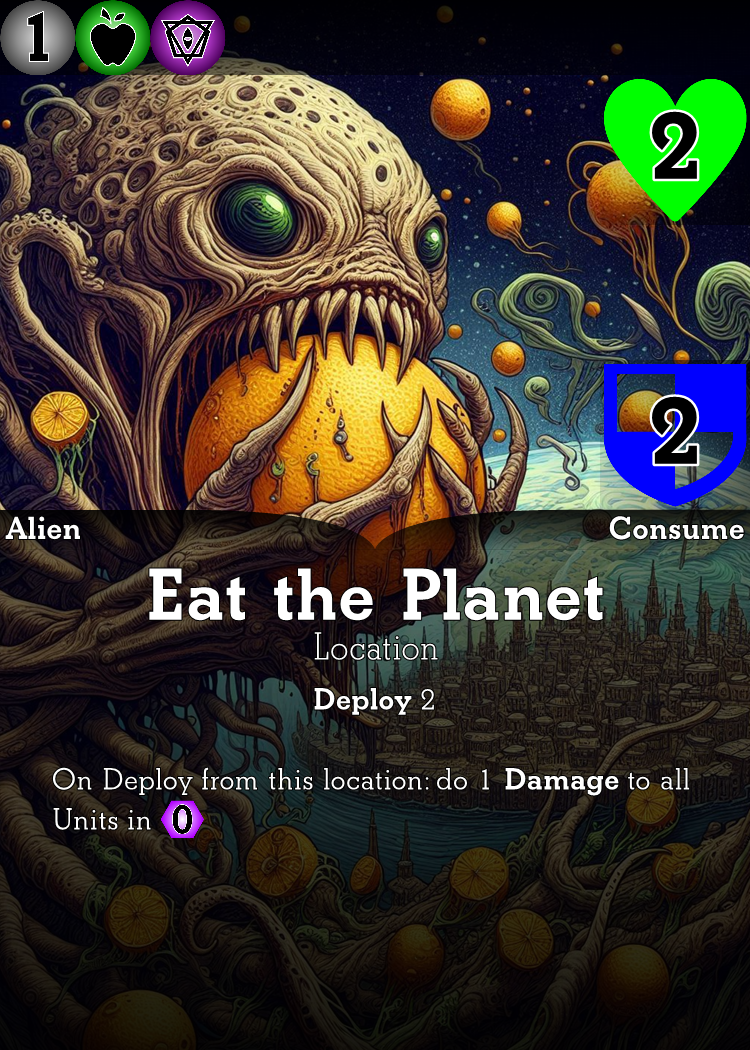 1
2
2
Alien Consume
Eat the Planet
Location
Deploy 2
On Deploy from this location: do 1 Damage to all
Units in 0